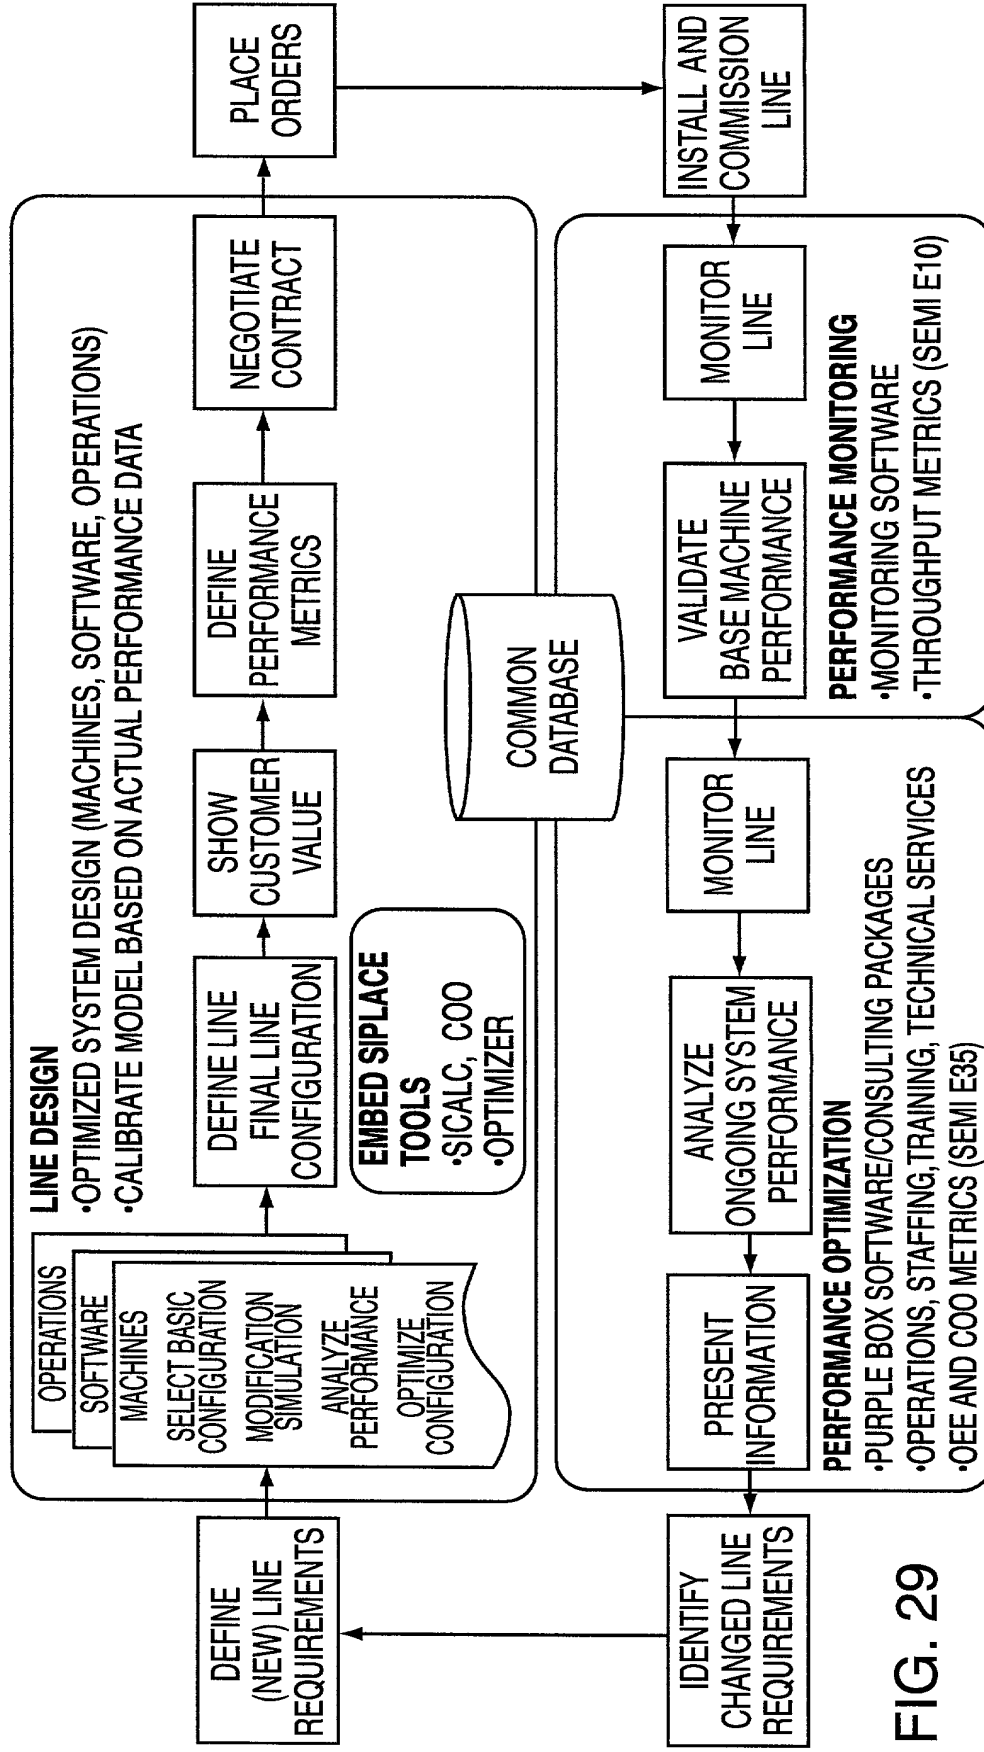 LINE DESIGN
•OPTIMIZED SYSTEM DESIGN (MACHINES, SOFTWARE, OPERATIONS)
•CALIBRATE MODEL BASED ON ACTUAL PERFORMANCE DATA
DEFINE
(NEW) LINE
REQUIREMENTS
OPERATIONS
SOFTWARE
MACHINES
SELECT BASIC
CONFIGURATION
MODIFICATION
SIMULATION
ANALYZE
PERFORMANCE
OPTIMIZE
CONFIGURATION
DEFINE LINE
FINAL LINE
CONFIGURATION
SHOW
CUSTOMER
VALUE
DEFINE
PERFORMANCE
METRICS
NEGOTIATE
CONTRACT
PLACE
ORDERS
EMBED SIPLACE
TOOLS
•SICALC, COO
•OPTIMIZER
COMMON
DATABASE
INSTALL AND
COMMISSION
LINE
MONITOR
LINE
VALIDATE
BASE MACHINE
PERFORMANCE
PERFORMANCE MONITORING
•MONITORING SOFTWARE
•THROUGHPUT METRICS (SEMI E10)
MONITOR
LINE
ANALYZE
ONGOING SYSTEM
PERFORMANCE
PRESENT
INFORMATION
PERFORMANCE OPTIMIZATION
•PURPLE BOX SOFTWARE/CONSULTING PACKAGES
•OPERATIONS, STAFFING, TRAINING, TECHNICAL SERVICES
•OEE AND COO METRICS (SEMI E35)
IDENTIFY
CHANGED LINE
REQUIREMENTS
FIG. 29